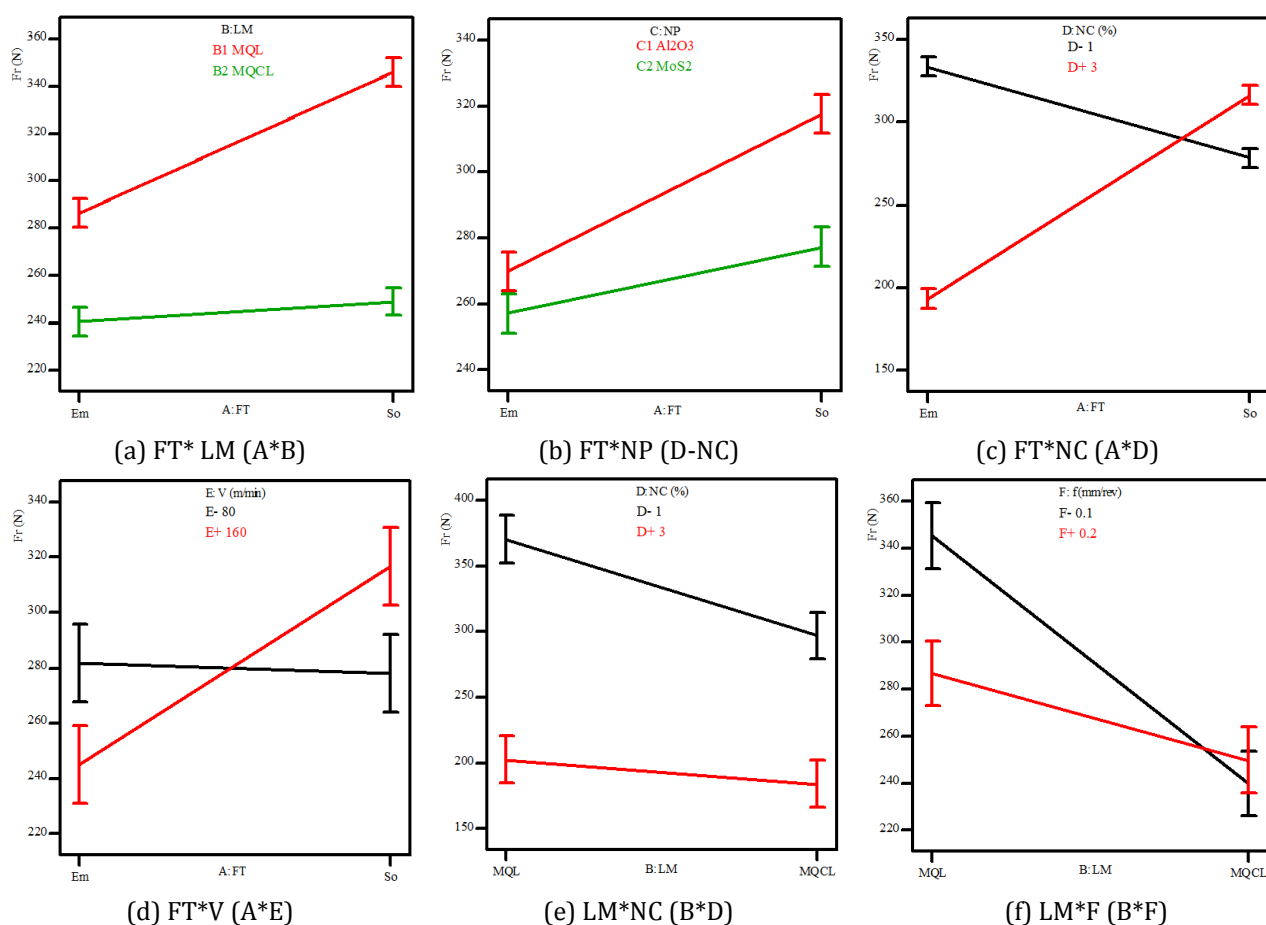 B:LM
B1 MQL
B2 MQCL
Fr (N)
360
340
320
300
280
260
240
220
Em
A:FT
So
(a) FT* LM (A*B)
C:NP
C1 Al2O3
C2 MoS2
Fr (N)
340
320
300
280
260
240
Em
A:FT
So
(b) FT*NP (D-NC)
D:NC (%)
D- 1
D+ 3
Fr (N)
350
300
250
200
150
Em
A:FT
So
(c) FT*NC (A*D)
E: V (m/min)
E- 80
E+ 160
Fr (N)
340
320
300
280
260
240
220
Em
A:FT
So
(d) FT*V (A*E)
D:NC (%)
D- 1
D+ 3
Fr (N)
400
350
300
250
200
150
MQL
B:LM
MQCL
(e) LM*NC (B*D)
F: f(mm/rev)
F- 0.1
F+ 0.2
Fr (N)
360
340
320
300
280
260
240
220
MQL
B:LM
MQCL
(f) LM*F (B*F)